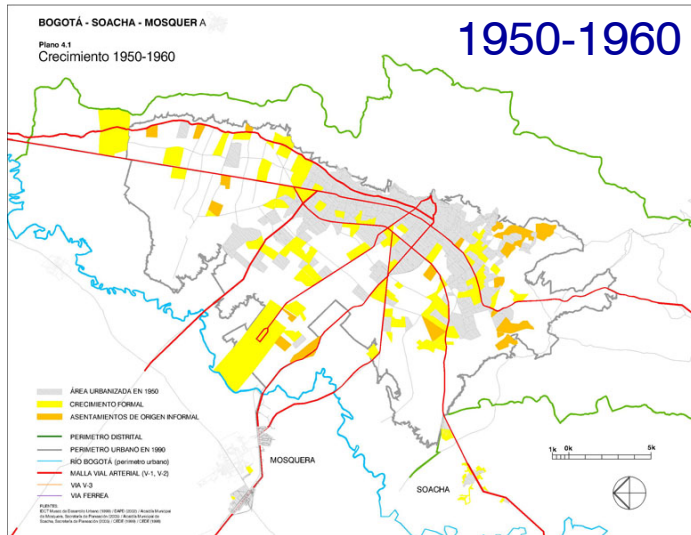 BOGOTÁ - SOACHA - MOSQUER A
1950-1960
Plano 4.1
Crecimiento 1950-1960
ÁREA URBANIZADA EN 1950
CRECIMIENTO FORMAL
ASENTAMIENTOS DE ORIGEN INFORMAL
PERIMETRO DISTRITAL
PERIMETRO URBANO EN 1990
RÍO BOGOTÁ (perimetro urbano)
MALLA VIAL ARTERIAL (V-1, V-2)
VIA V-3
VIA FERREA
FUENTES:
MOSQUERA
SOACHA
1k 0k 5k